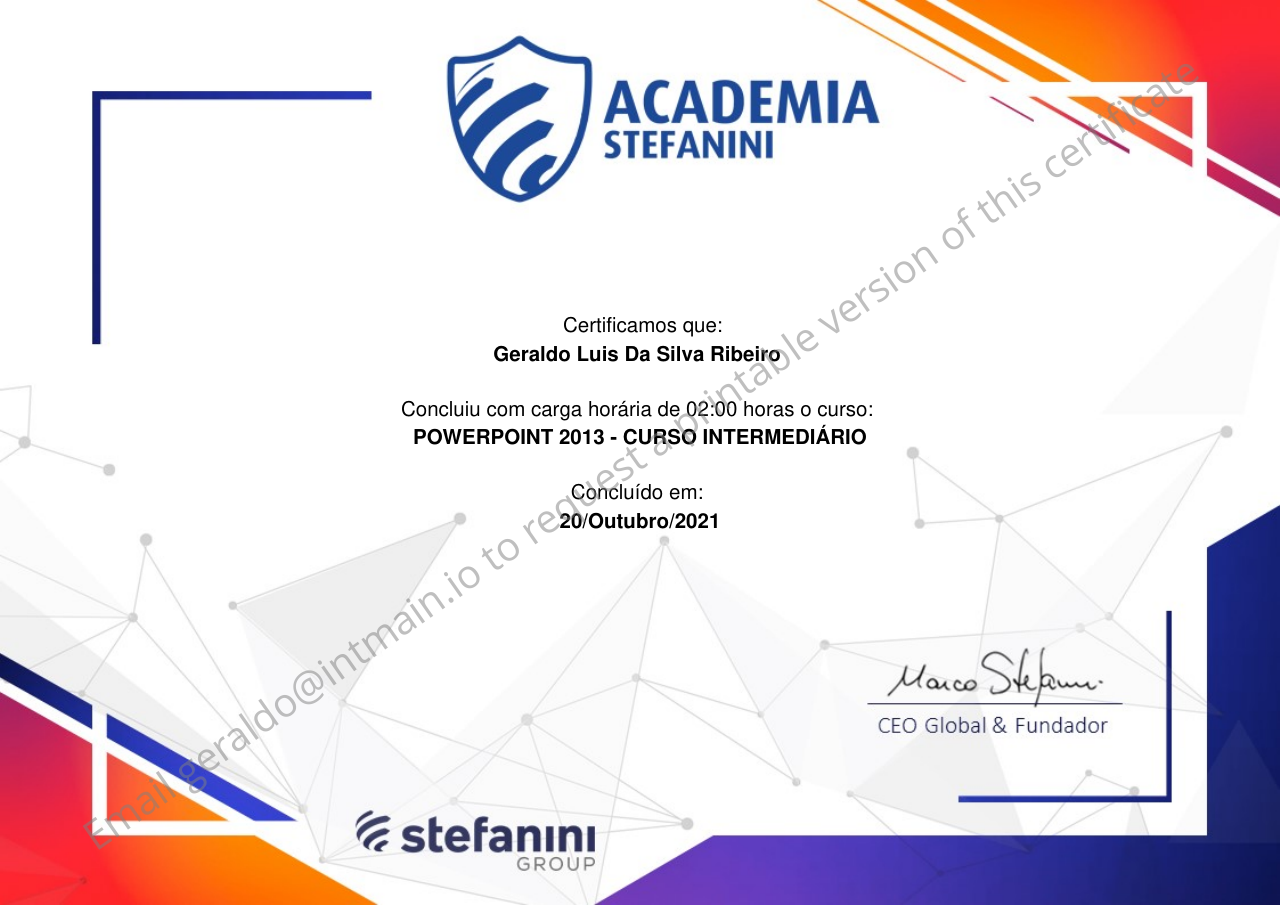 ACADEMIA
STEFANINI
Certificamos que:
Geraldo Luis Da Silva Ribeiro
Concluiu com carga horária de 02:00 horas o curso:
POWERPOINT 2013 - CURSO INTERMEDIÁRIO
Concluído em:
20/Outubro/2021
Email geraldo@intmain.io to request a printable version of this certificate
Marco Stefanini
CEO Global & Fundador
stefanini
GROUP